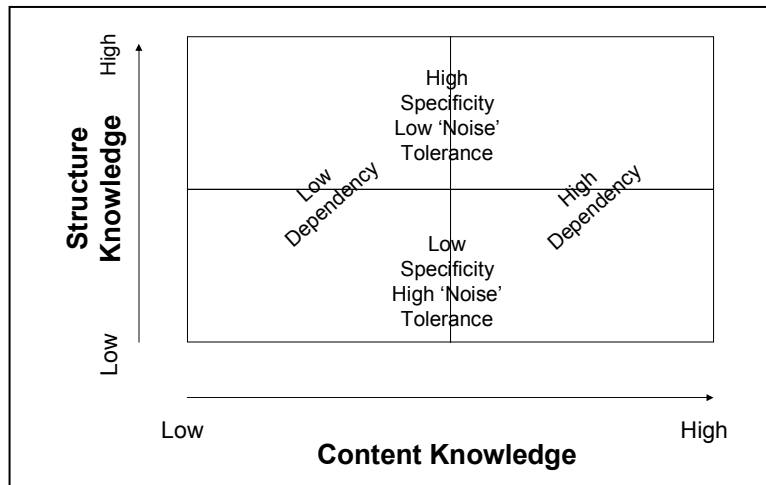 High
Structure
Knowledge
Low
High
Specificity
Low ‘Noise’
Tolerance
Low
Dependency
High
Dependency
Low
Specificity
High ‘Noise’
Tolerance
Low
High
Content Knowledge